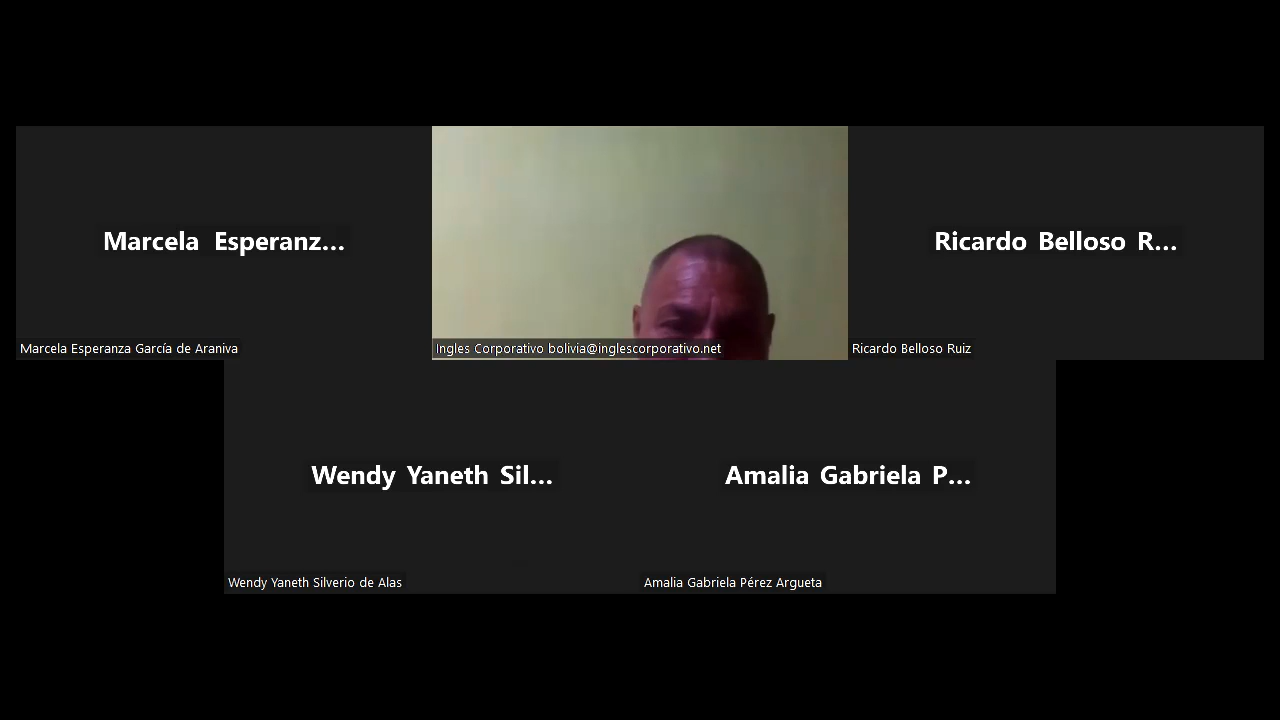 Marcela Esperanz...
Ricardo Belloso R...
Marcela Esperanza García de Araniva
Ingles Corporativo bolivia@inglescorporativo.net
Ricardo Belloso Ruiz
Wendy Yaneth Sil...
Amalia Gabriela P...
Wendy Yaneth Silverio de Alas
Amalia Gabriela Pérez Argueta